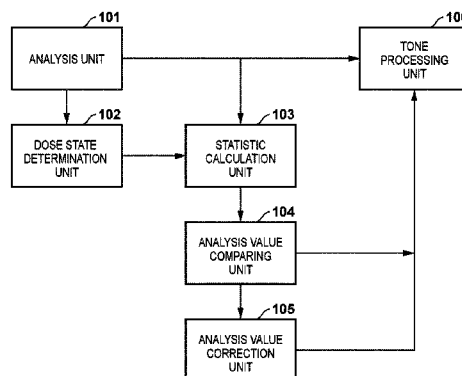 101
ANALYSIS UNIT
102
DOSE STATE
DETERMINATION
UNIT
103
STATISTIC
CALCULATION
UNIT
104
ANALYSIS VALUE
COMPARING
UNIT
105
ANALYSIS VALUE
CORRECTION
UNIT
TONE
PROCESSING
UNIT